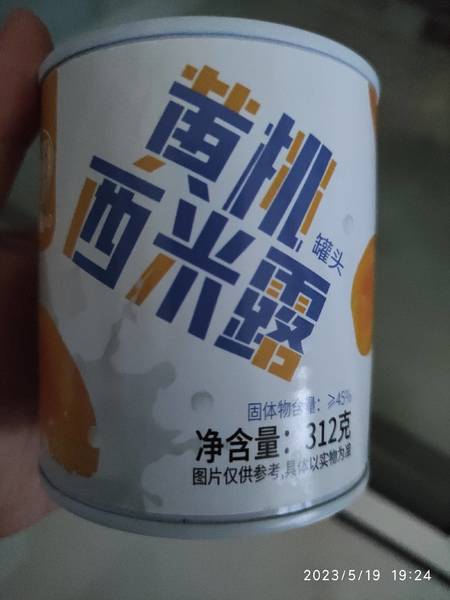 黄桃
西米露
罐头
固体物含量：≥45%
净含量：312克
图片仅供参考,具体以实物为准
2023/5/19 19:24